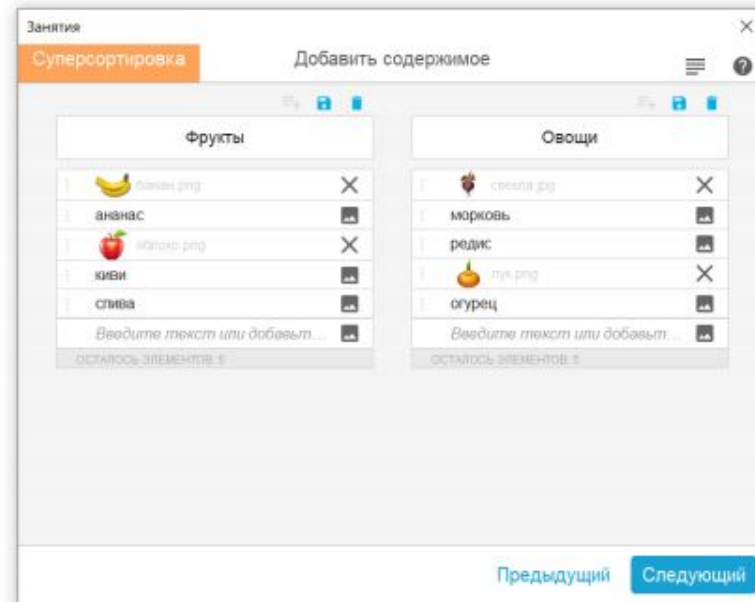 Занятия
Суперсортировка
Добавить содержимое
Фрукты
банан.png
ананас
яблоко.png
киви
слива
Введите текст или добавьт...
ОСТАЛОСЬ ЭЛЕМЕНТОВ: 5
Овощи
свекла.jpg
морковь
редис
лук.png
огурец
Введите текст или добавьт...
ОСТАЛОСЬ ЭЛЕМЕНТОВ: 5
Предыдущий
Следующий